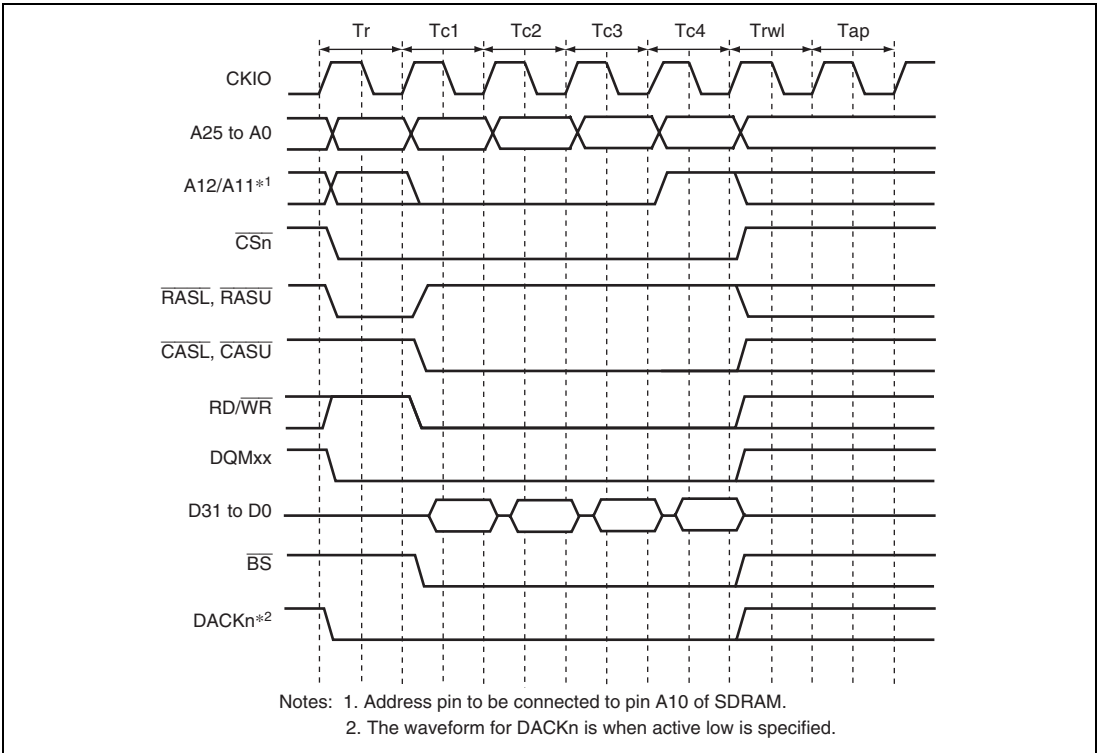 Tr Tc1 Tc2 Tc3 Tc4 Trwl Tap
CKIO
A25 to A0
A12/A11*1
CSn
RASL, RASU
CASL, CASU
RD/WR
DQMxx
D31 to D0
BS
DACKn*2
Notes: 1. Address pin to be connected to pin A10 of SDRAM.
2. The waveform for DACKn is when active low is specified.